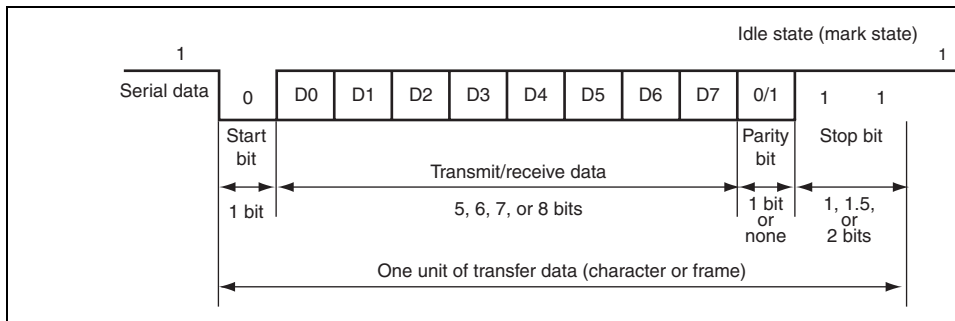 Idle state (mark state)
1
1
Serial data
0
D0
D1
D2
D3
D4
D5
D6
D7
0/1
1
1
Start
bit
Parity
bit
Stop bit
Transmit/receive data
1 bit
5, 6, 7, or 8 bits
1 bit
or
none
1, 1.5,
or
2 bits
One unit of transfer data (character or frame)